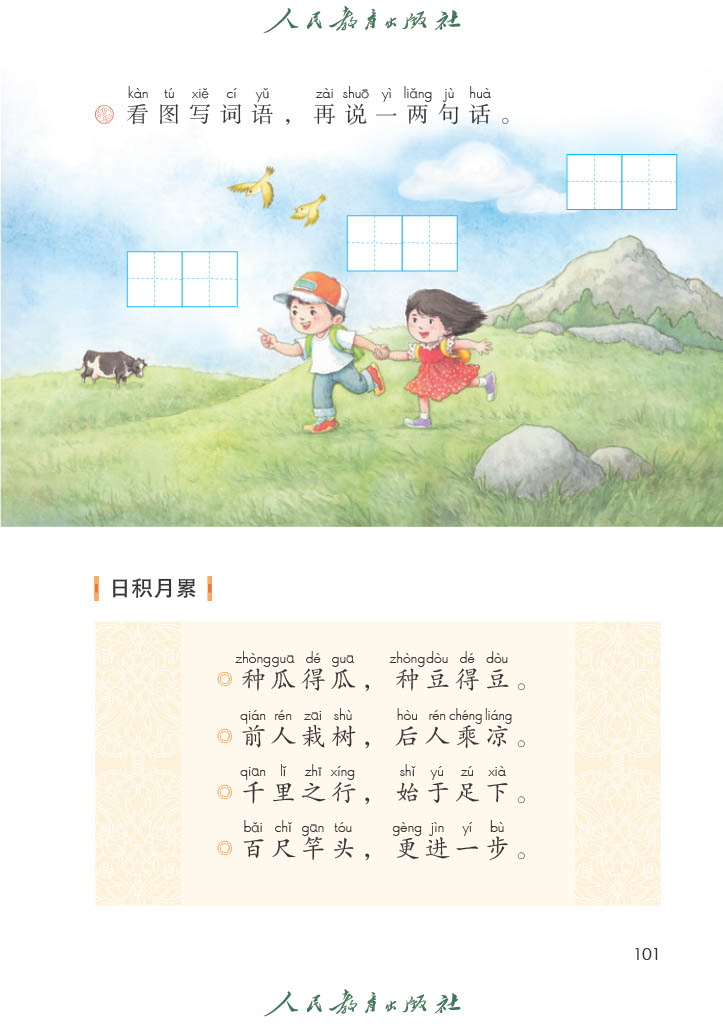 人民教育出版社
kàn tú xiě cí yǔ zài shuō yì liǎng jù huà
看图写词语，再说一两句话。
日积月累
zhòng guā dé guā zhòng dòu dé dòu
种瓜得瓜，种豆得豆。
qián rén zāi shù hòu rén chéng liáng
前人栽树，后人乘凉。
qiān lǐ zhī xíng shǐ yú zú xià
千里之行，始于足下。
bǎi chǐ gān tóu gèng jìn yí bù
百尺竿头，更进一步。
101
人民教育出版社